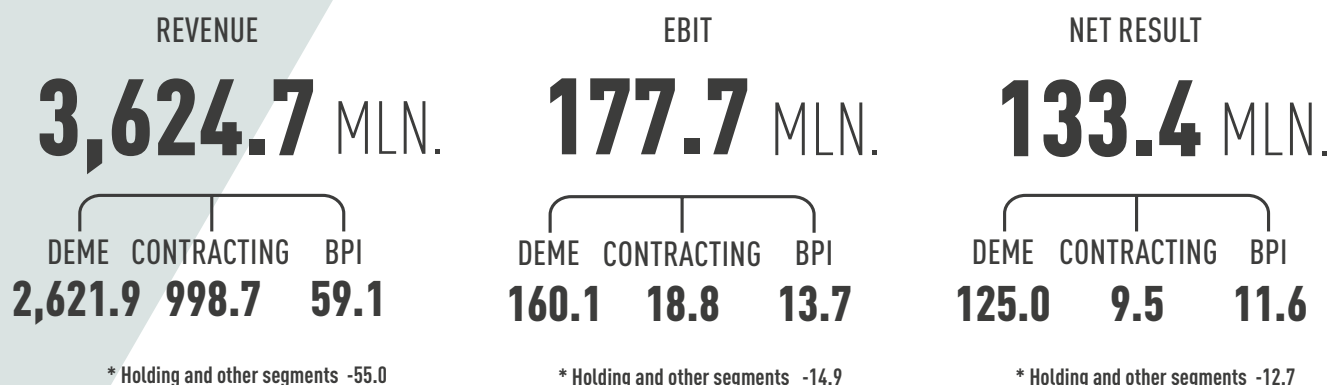 REVENUE
3,624.7 MLN.
DEME CONTRACTING BPI
2,621.9 998.7 59.1
* Holding and other segments -55.0
EBIT
177.7 MLN.
DEME CONTRACTING BPI
160.1 18.8 13.7
* Holding and other segments -14.9
NET RESULT
133.4 MLN.
DEME CONTRACTING BPI
125.0 9.5 11.6
* Holding and other segments -12.7